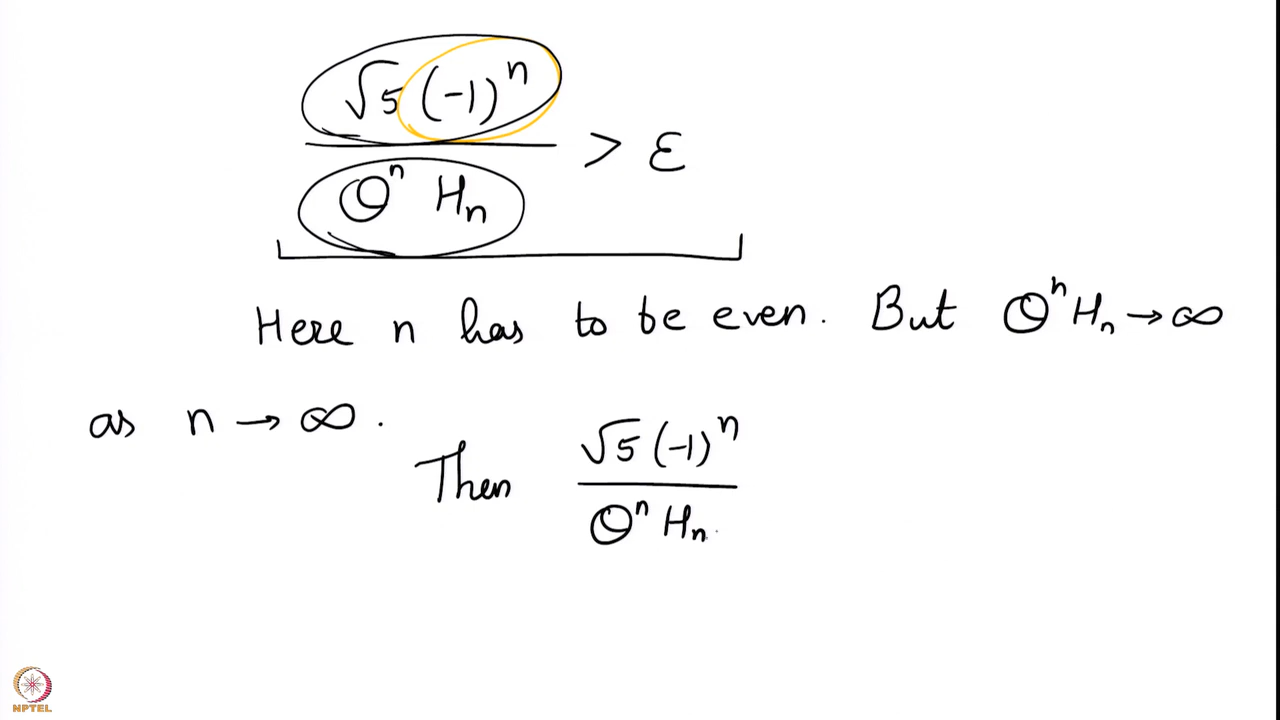 √5 (-1)^n / Θ^n H_n > ε
Here n has to be even. But Θ^n H_n → ∞
as n → ∞.
Then √5 (-1)^n / Θ^n H_n
NPTEL